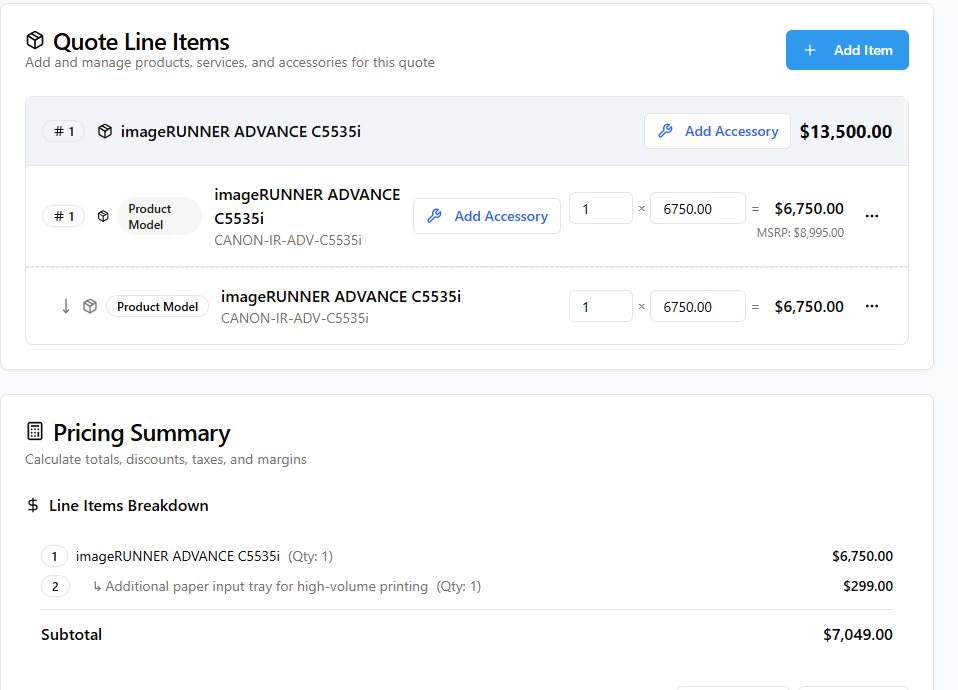 Quote Line Items
Add and manage products, services, and accessories for this quote
+ Add Item
# 1 imageRUNNER ADVANCE C5535i Add Accessory $13,500.00
# 1 Product Model imageRUNNER ADVANCE C5535i Add Accessory 1 × 6750.00 = $6,750.00 ...
CANON-IR-ADV-C5535i MSRP: $8,995.00
↓ Product Model imageRUNNER ADVANCE C5535i 1 × 6750.00 = $6,750.00 ...
CANON-IR-ADV-C5535i
Pricing Summary
Calculate totals, discounts, taxes, and margins
$ Line Items Breakdown
1 imageRUNNER ADVANCE C5535i (Qty: 1) $6,750.00
2 ↳ Additional paper input tray for high-volume printing (Qty: 1) $299.00
Subtotal $7,049.00